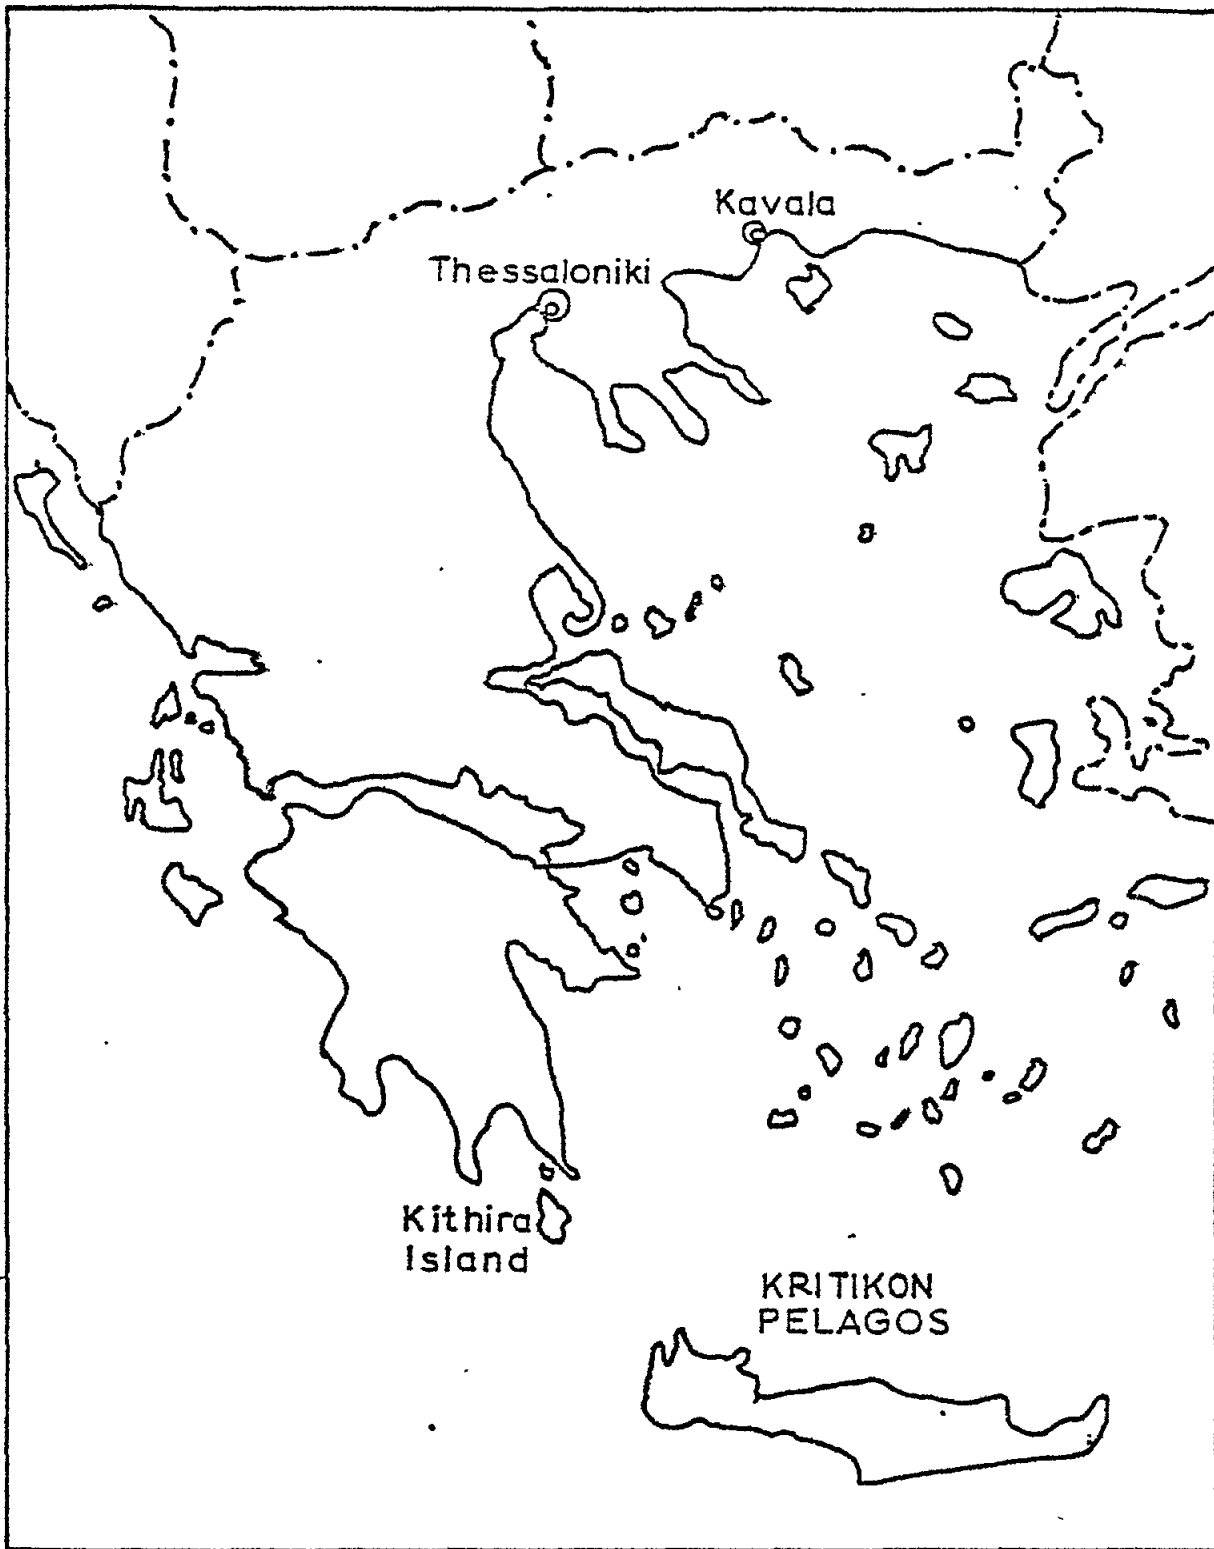 Kavala
Thessaloniki
Kithira
Island
KRITIKON
PELAGOS